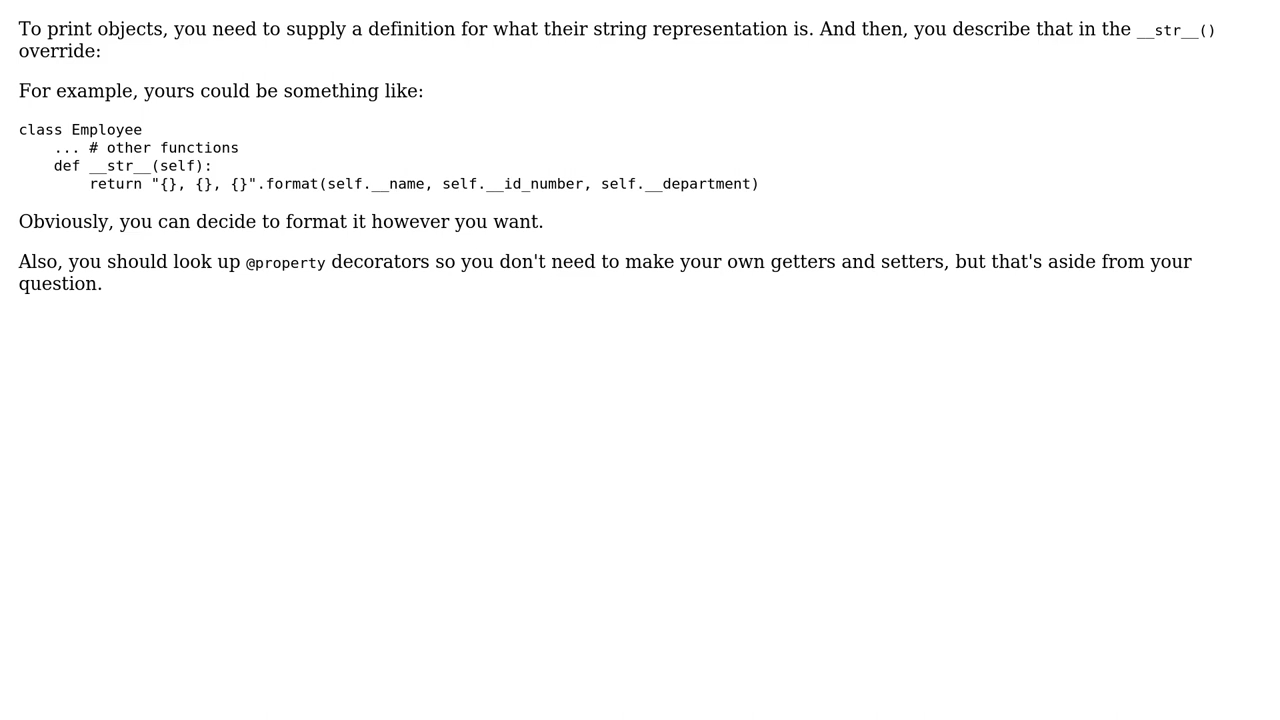 To print objects, you need to supply a definition for what their string representation is. And then, you describe that in the __str__()
override:
For example, yours could be something like:
class Employee
    ... # other functions
    def __str__(self):
        return "{}, {}, {}".format(self.__name, self.__id_number, self.__department)
Obviously, you can decide to format it however you want.
Also, you should look up @property decorators so you don't need to make your own getters and setters, but that's aside from your
question.